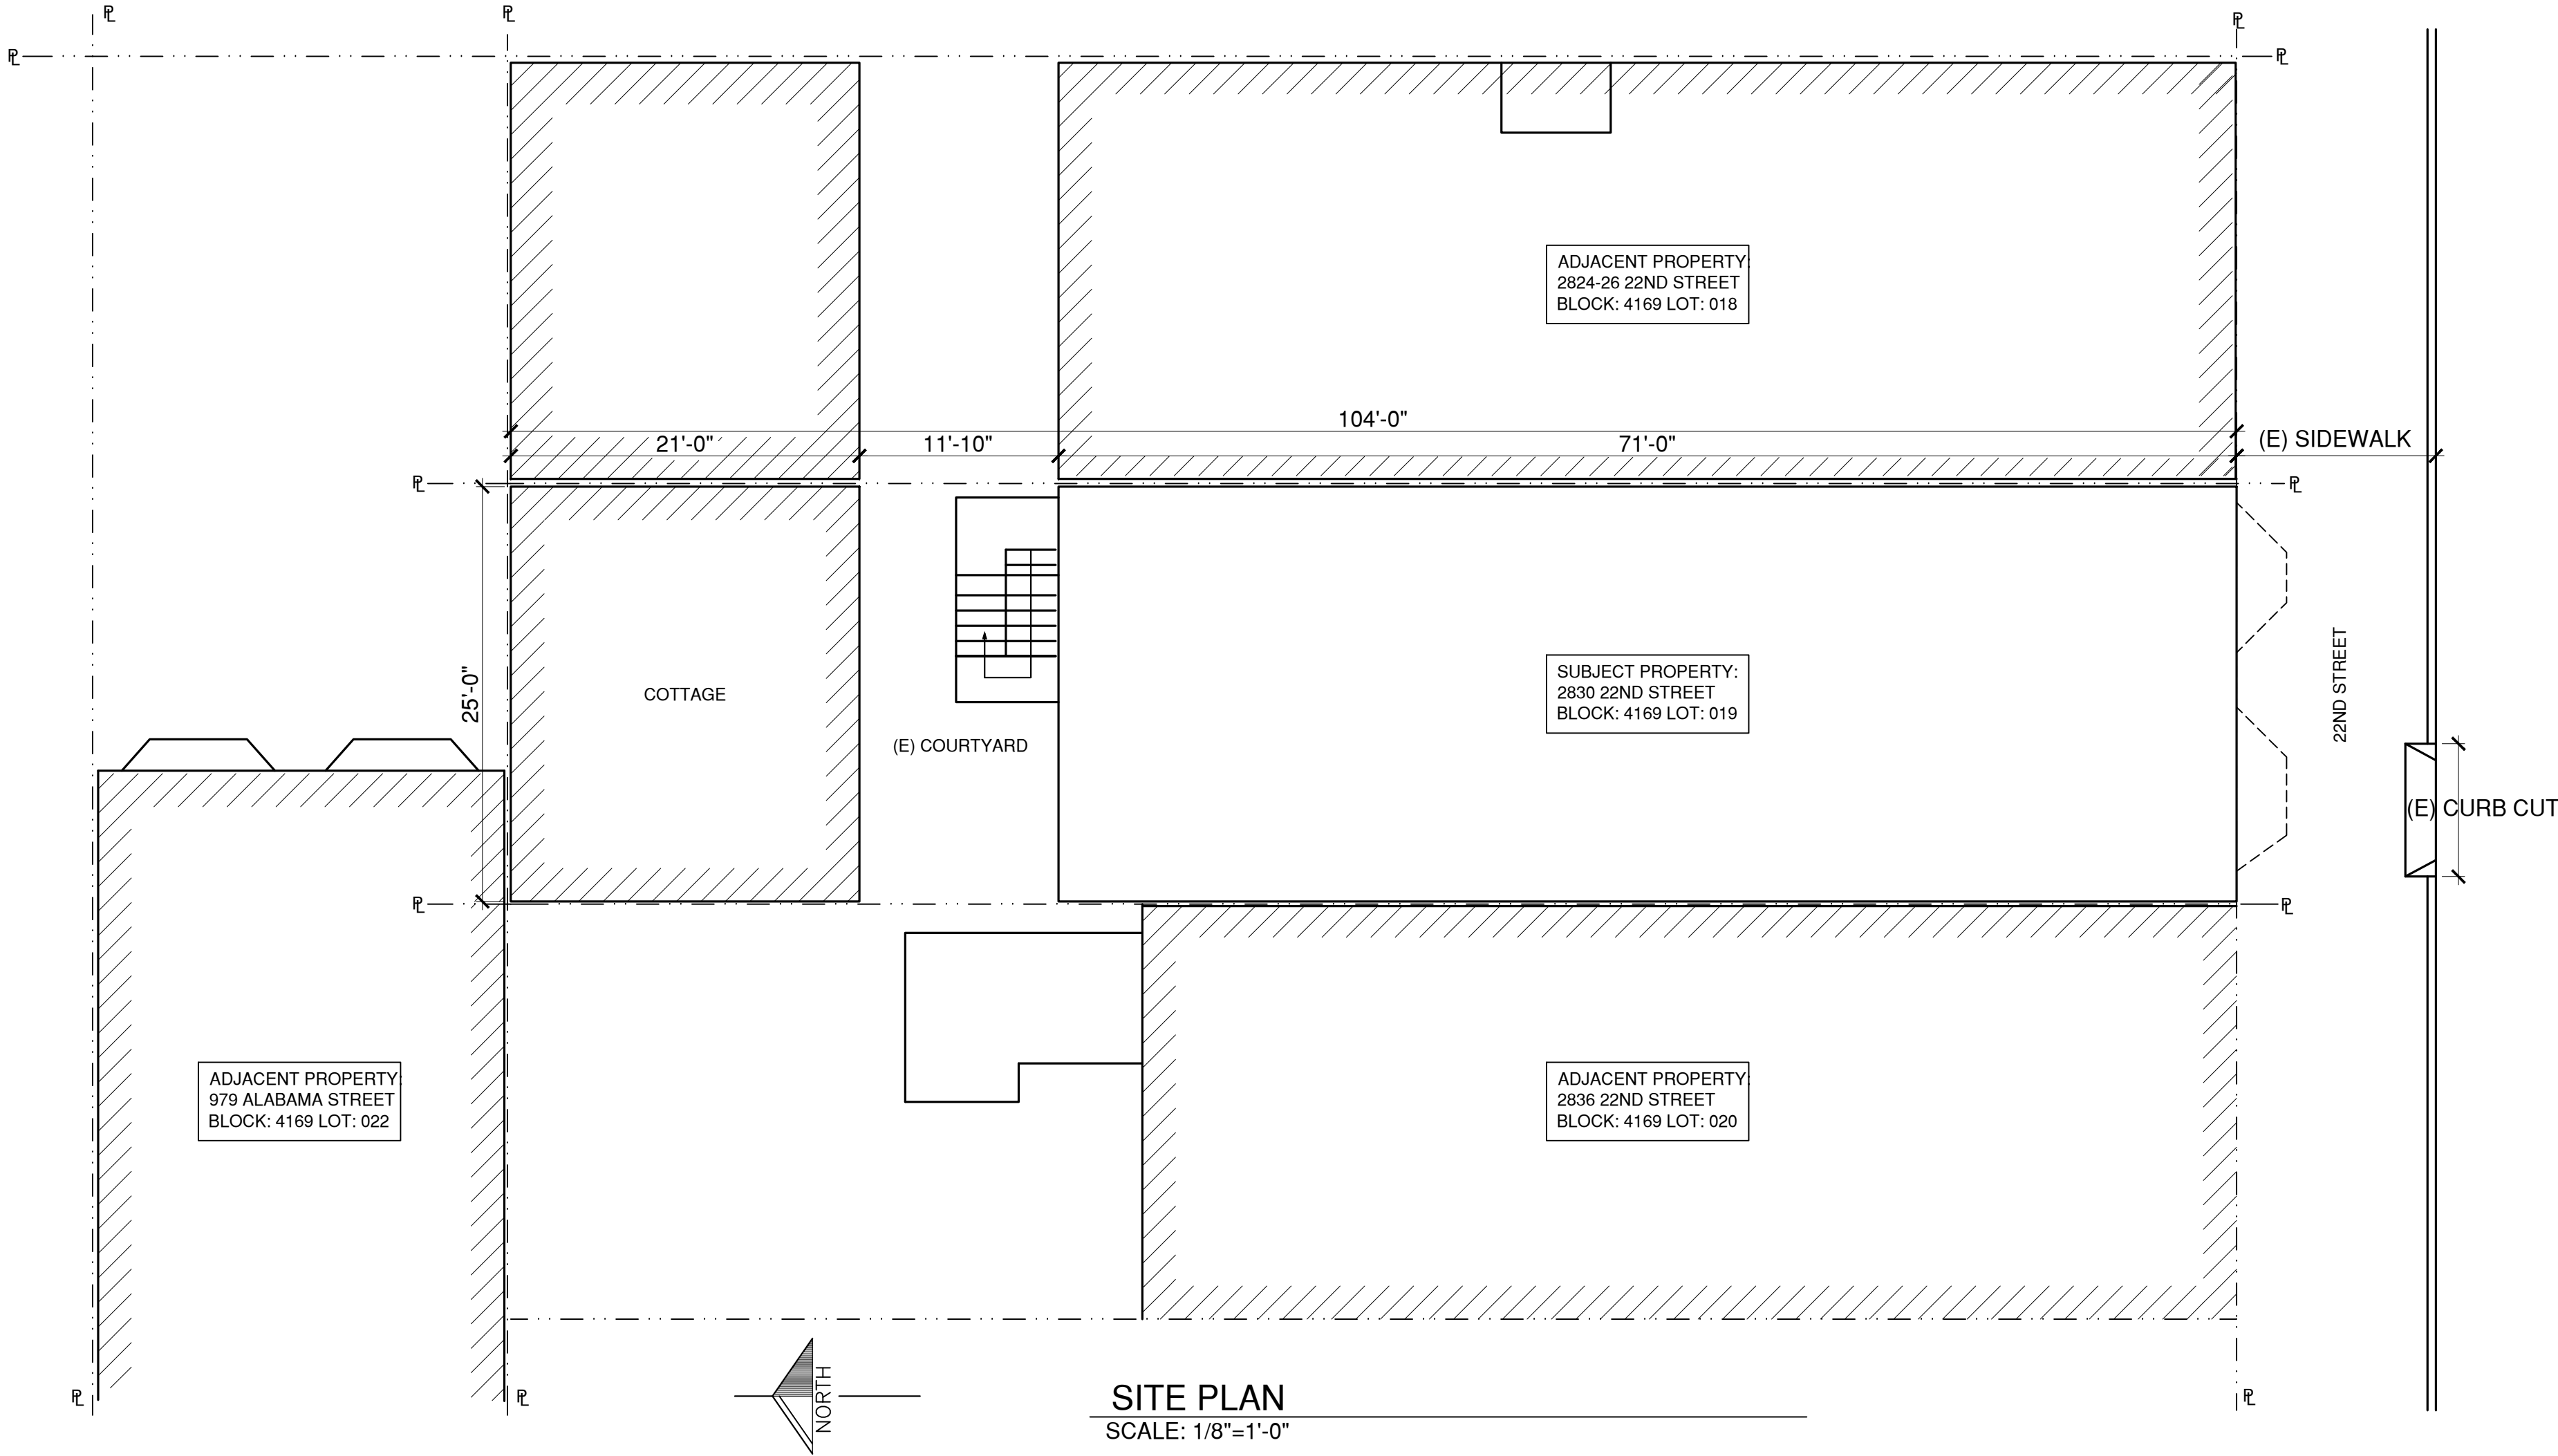 ℄
℄
℄
℄
℄
ADJACENT PROPERTY:
2824-26 22ND STREET
BLOCK: 4169 LOT: 018
104'-0"
21'-0"
11'-10"
71'-0"
(E) SIDEWALK
℄
℄
25'-0"
COTTAGE
(E) COURTYARD
SUBJECT PROPERTY:
2830 22ND STREET
BLOCK: 4169 LOT: 019
22ND STREET
(E) CURB CUT
℄
℄
ADJACENT PROPERTY:
979 ALABAMA STREET
BLOCK: 4169 LOT: 022
ADJACENT PROPERTY:
2836 22ND STREET
BLOCK: 4169 LOT: 020
℄
℄
℄
NORTH
SITE PLAN
SCALE: 1/8"=1'-0"